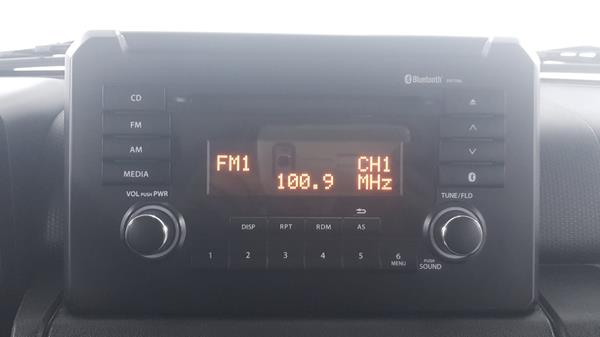 Bluetooth
CD
FM
AM
MEDIA
FM1 CH1
100.9 MHz
VOL PUSH PWR
TUNE/FLD
DISP RPT RDM AS
1 2 3 4 5 6
MENU
PUSH
SOUND